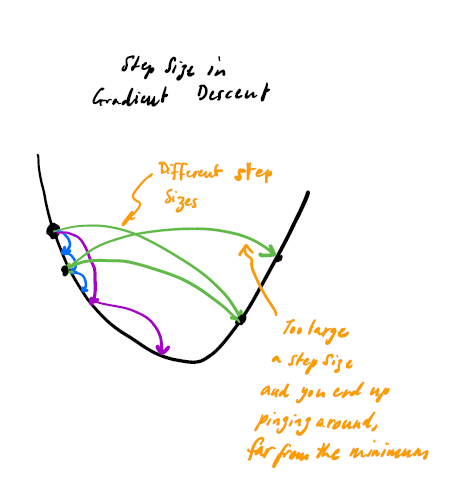 Step Size in
Gradient Descent
Different step
Sizes
Too large
a step size
and you end up
pinging around,
far from the minimum